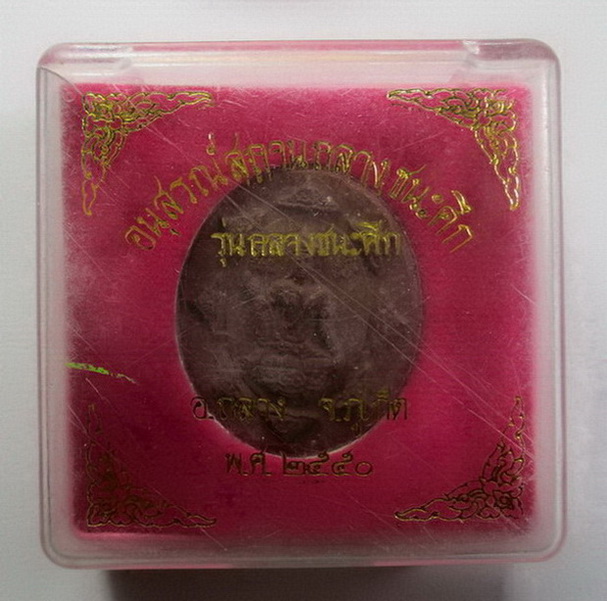 อนุสรณ์สถานถลางชนะศึก
รุ่นถลางชนะศึก
อ.ถลาง จ.ภูเก็ต
พ.ศ. ๒๕๕๐